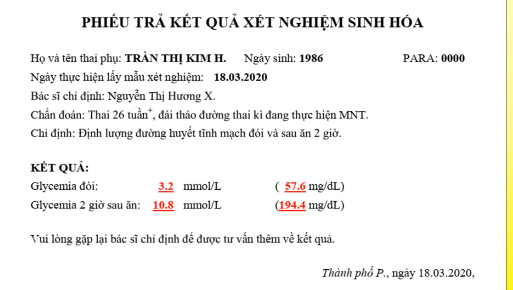 PHIẾU TRẢ KẾT QUẢ XÉT NGHIỆM SINH HÓA
Họ và tên thai phụ: TRẦN THỊ KIM H. Ngày sinh: 1986 PARA: 0000
Ngày thực hiện lấy mẫu xét nghiệm: 18.03.2020
Bác sĩ chỉ định: Nguyễn Thị Hương X.
Chẩn đoán: Thai 26 tuần+, đái tháo đường thai kì đang thực hiện MNT.
Chỉ định: Định lượng đường huyết tĩnh mạch đói và sau ăn 2 giờ.
KẾT QUẢ:
Glycemia đói: 3.2 mmol/L ( 57.6 mg/dL)
Glycemia 2 giờ sau ăn: 10.8 mmol/L (194.4 mg/dL)
Vui lòng gặp lại bác sĩ chỉ định để được tư vấn thêm về kết quả.
Thành phố P., ngày 18.03.2020,